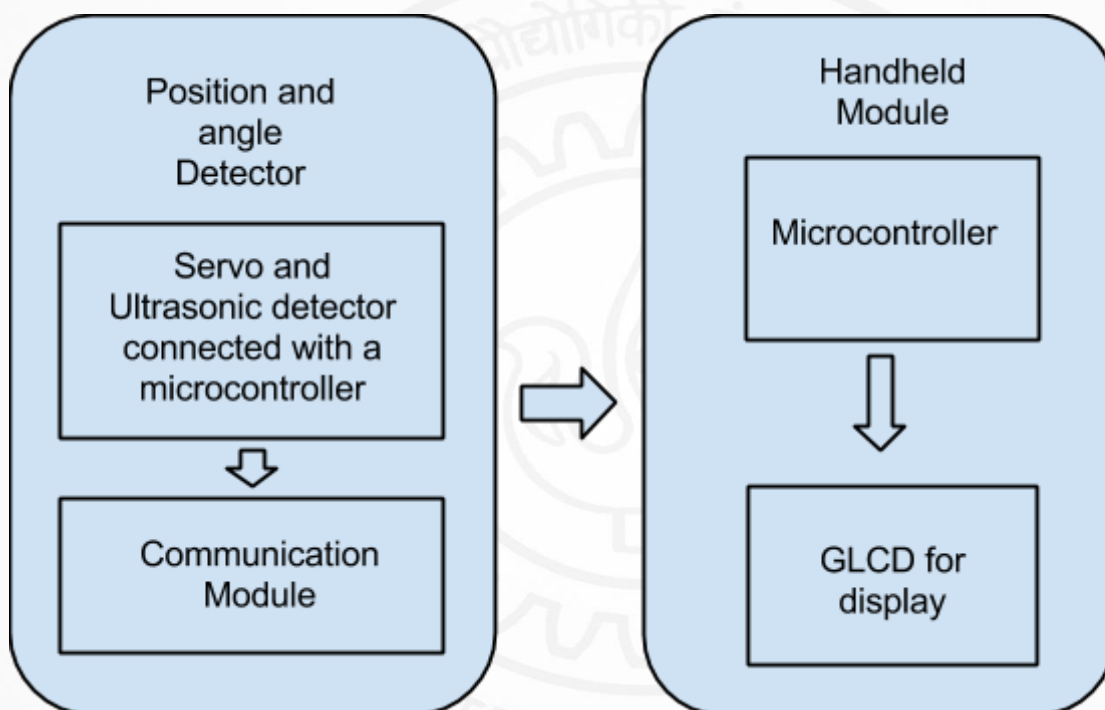 Position and
angle
Detector
Servo and
Ultrasonic detector
connected with a
microcontroller
Communication
Module
Handheld
Module
Microcontroller
GLCD for
display